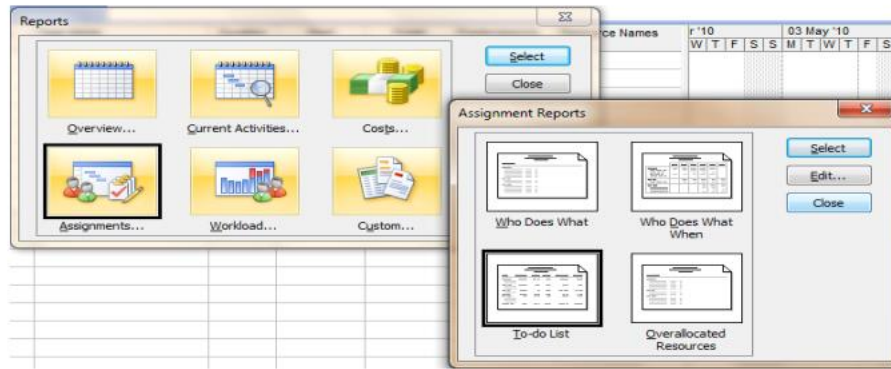 Reports
Select
Close
Overview...
Current Activities...
Costs...
Assignments...
Workload...
Custom...
ce Names
r '10
03 May '10
W T F S S M T W T F S
Assignment Reports
Select
Edit...
Close
Who Does What
Who Does What
When
To-do List
Overallocated
Resources